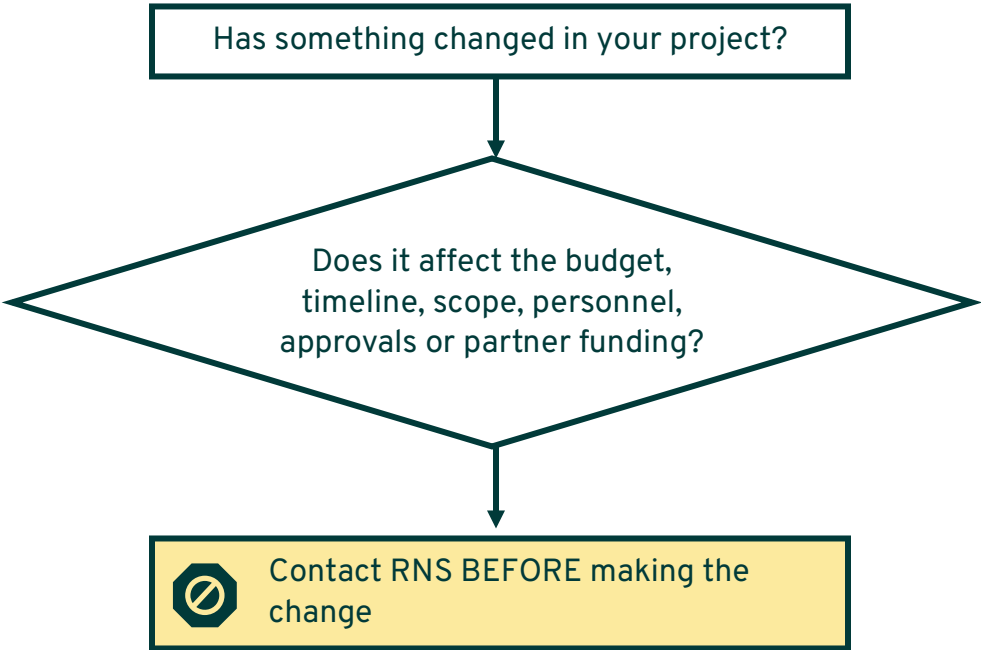 Has something changed in your project?
Does it affect the budget,
timeline, scope, personnel,
approvals or partner funding?
Contact RNS BEFORE making the
change